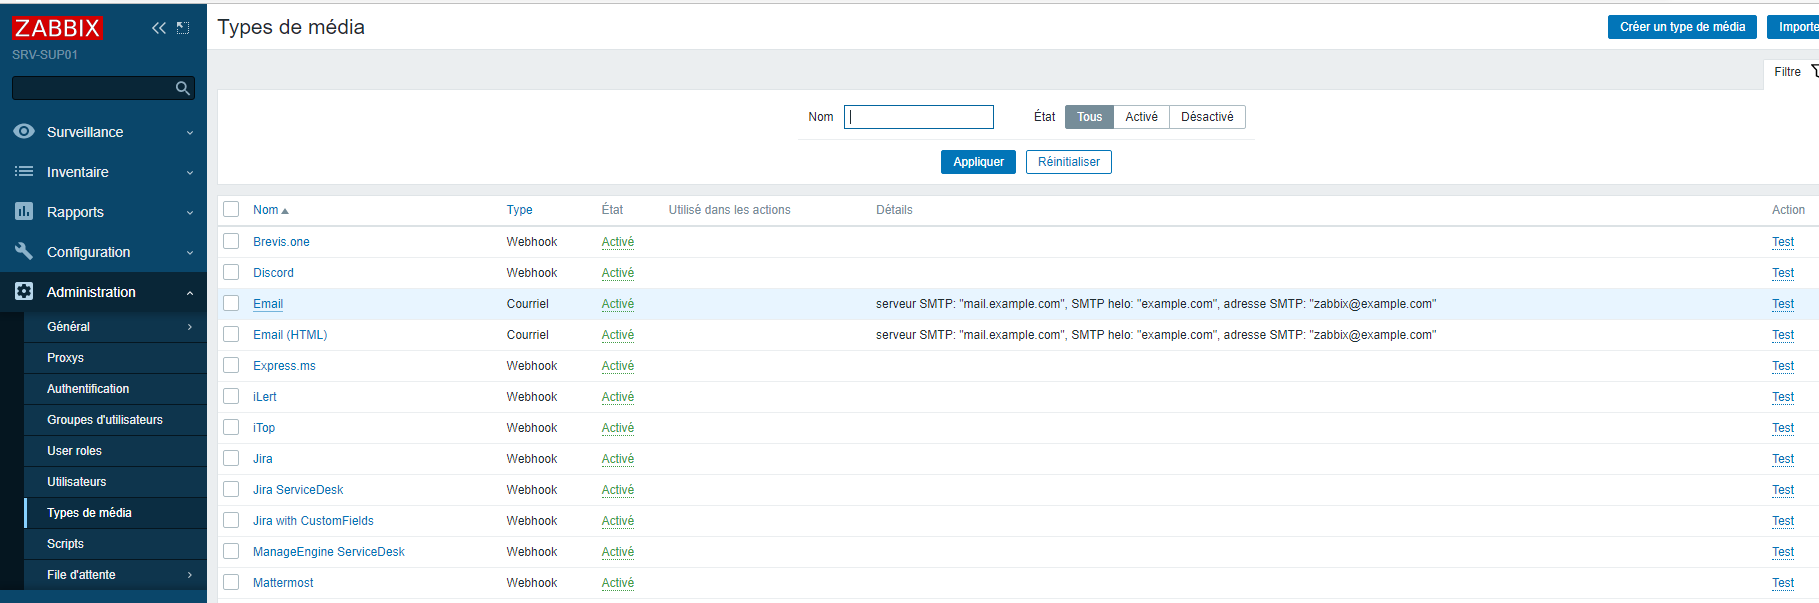 ZABBIX
SRV-SUP01
Surveillance
Inventaire
Rapports
Configuration
Administration
Général
Proxys
Authentification
Groupes d'utilisateurs
User roles
Utilisateurs
Types de média
Scripts
File d'attente
Types de média
Créer un type de média
Importe
Filtre
Nom
État Tous Activé Désactivé
Appliquer Réinitialiser
Nom Type État Utilisé dans les actions Détails Action
Brevis.one Webhook Activé Test
Discord Webhook Activé Test
Email Courriel Activé serveur SMTP: "mail.example.com", SMTP helo: "example.com", adresse SMTP: "zabbix@example.com" Test
Email (HTML) Courriel Activé serveur SMTP: "mail.example.com", SMTP helo: "example.com", adresse SMTP: "zabbix@example.com" Test
Express.ms Webhook Activé Test
iLert Webhook Activé Test
iTop Webhook Activé Test
Jira Webhook Activé Test
Jira ServiceDesk Webhook Activé Test
Jira with CustomFields Webhook Activé Test
ManageEngine ServiceDesk Webhook Activé Test
Mattermost Webhook Activé Test